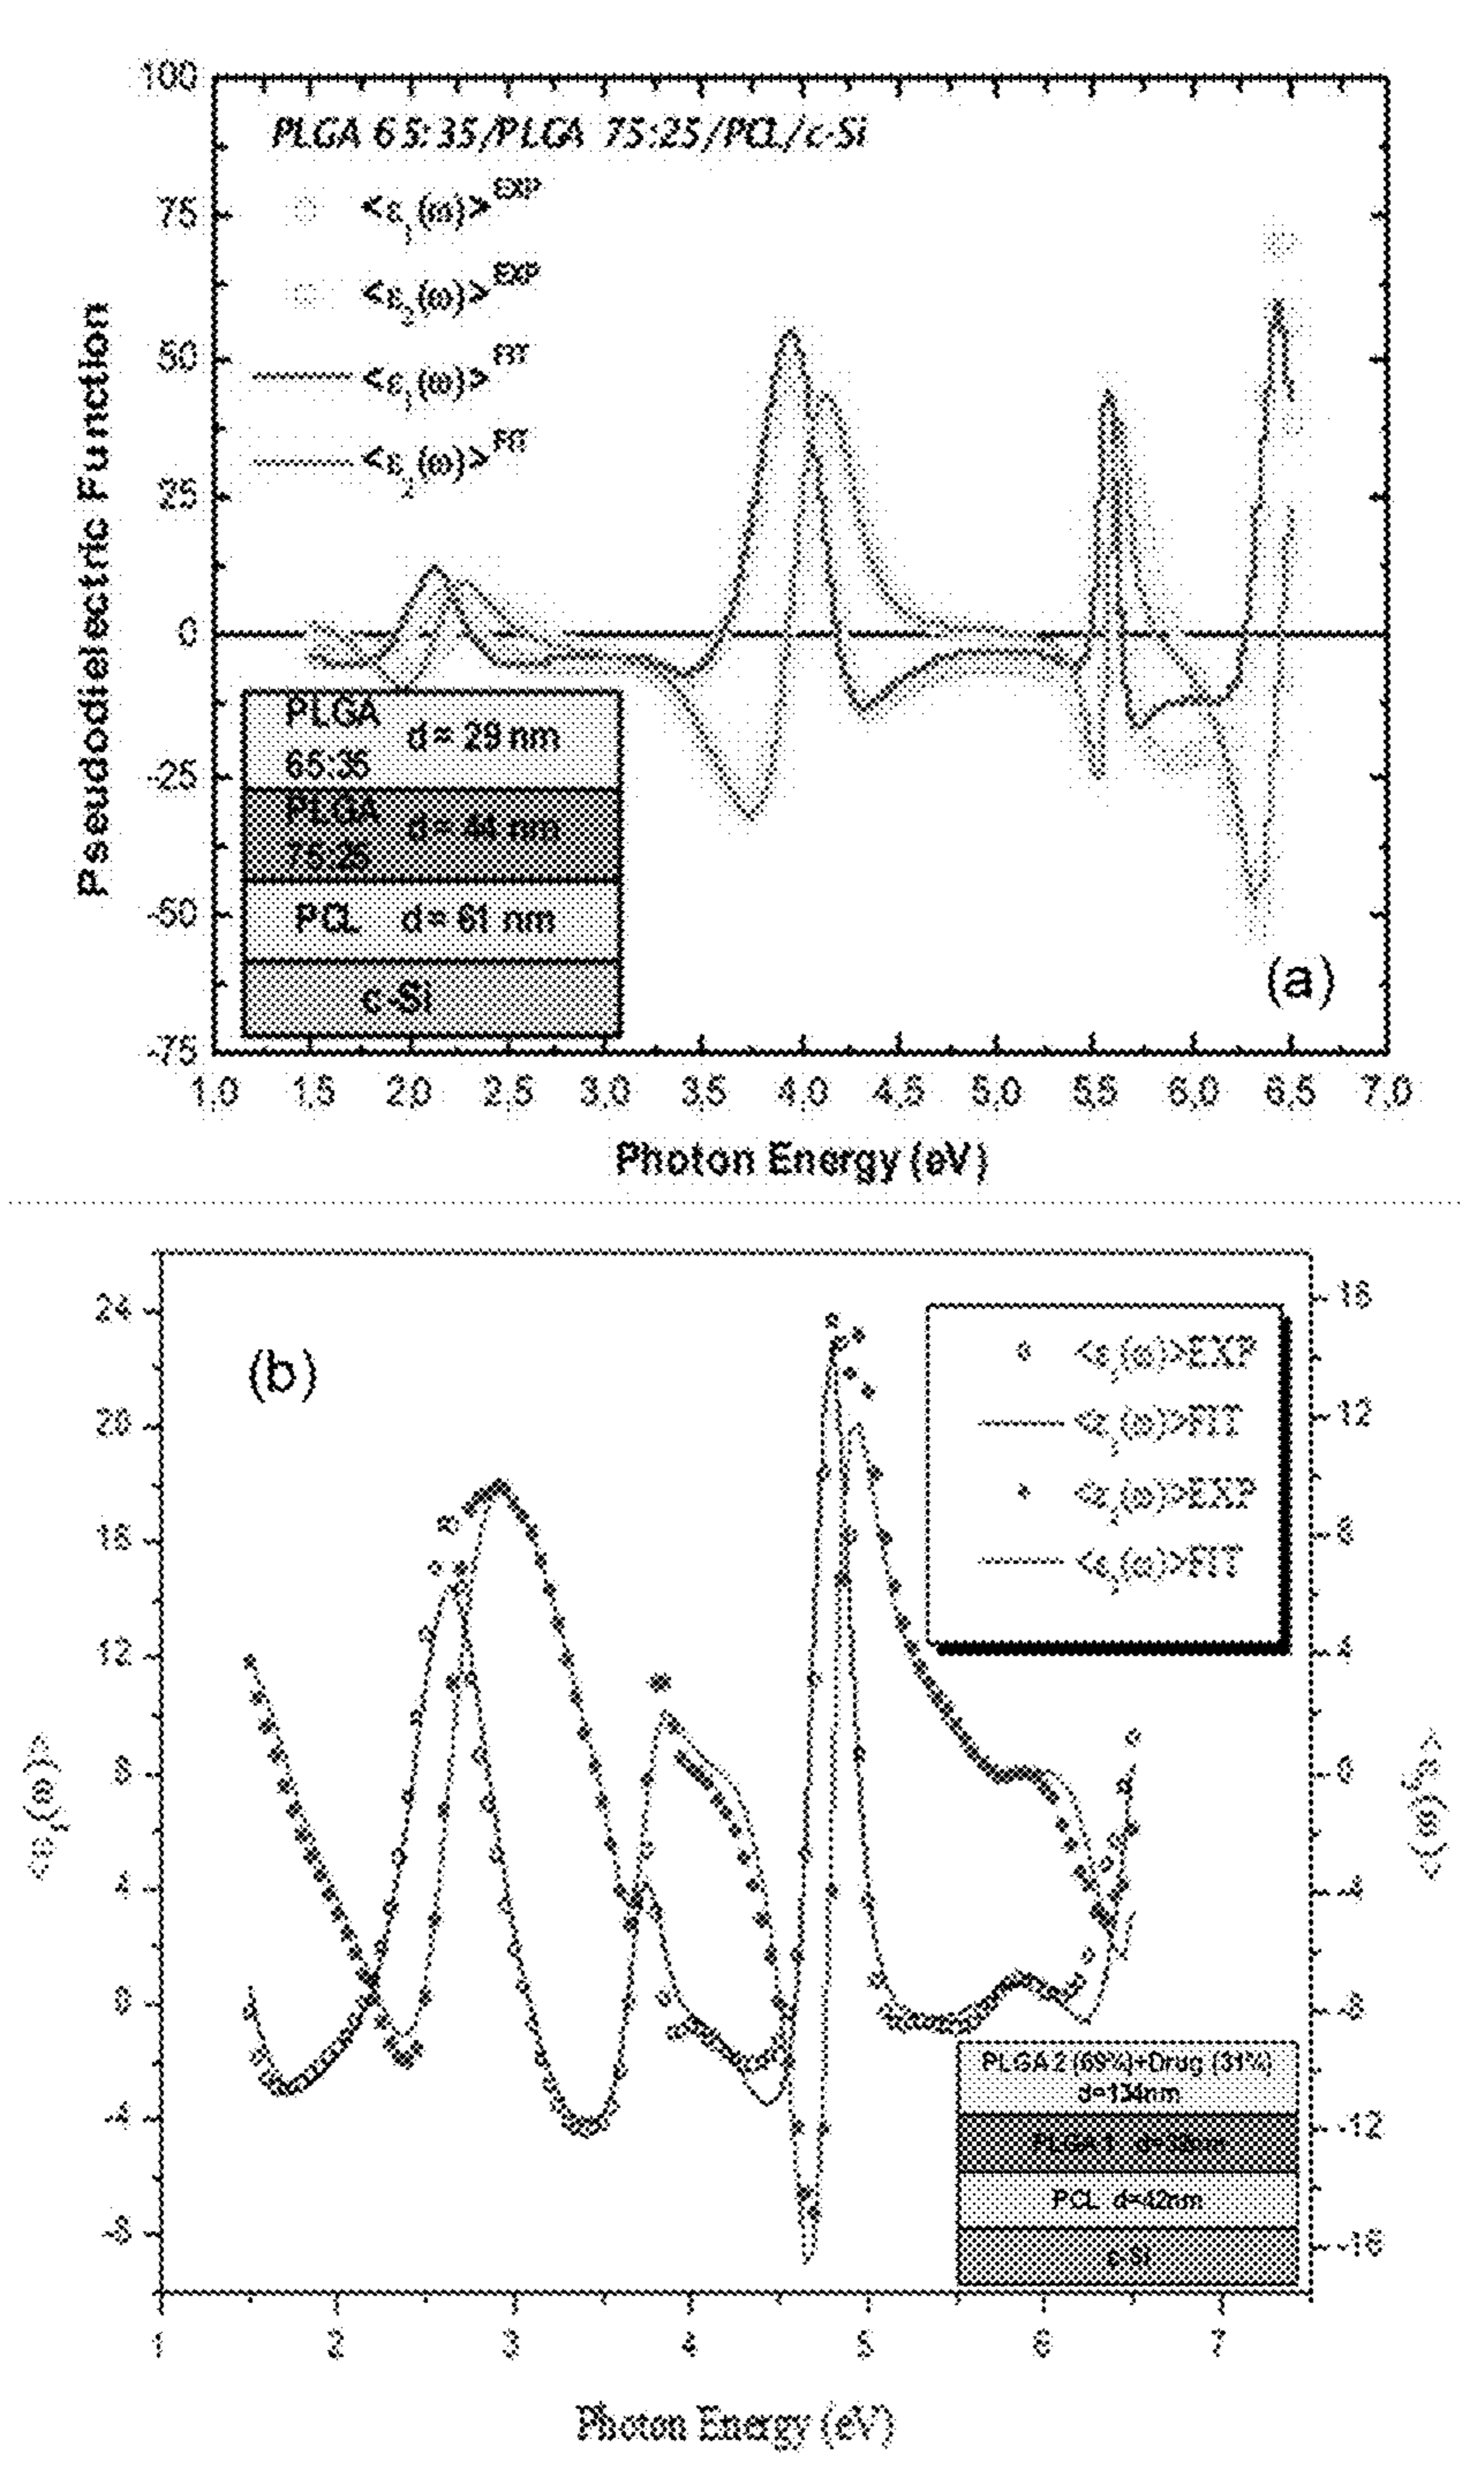 100
PLGA 65:35/PLGA 75:25/PCL/c-Si
<ε₁(ω)>EXP
75
<ε₂(ω)>EXP
<ε₁(ω)>FIT
50
<ε₂(ω)>FIT
25
0
-25
-50
-75
Pseudodielectric Function
PLGA 65:35 d= 29 nm
PLGA 75:25 d= 44 nm
PCL d= 61 nm
c-Si
(a)
1,0 1,5 2,0 2,5 3,0 3,5 4,0 4,5 5,0 5,5 6,0 6,5 7,0
Photon Energy (eV)
(b)
<ε₁(ω)>EXP
<ε₁(ω)>FIT
<ε₂(ω)>EXP
<ε₂(ω)>FIT
24
20
16
12
8
4
0
-4
-8
<ε₁(ω)>
16
12
8
4
0
-4
-8
-12
-16
PLGA 2 (69%)+Drug (31%)
d=134nm
PLGA 1
PCL d=42nm
c-Si
1 2 3 4 5 6 7
Photon Energy (eV)